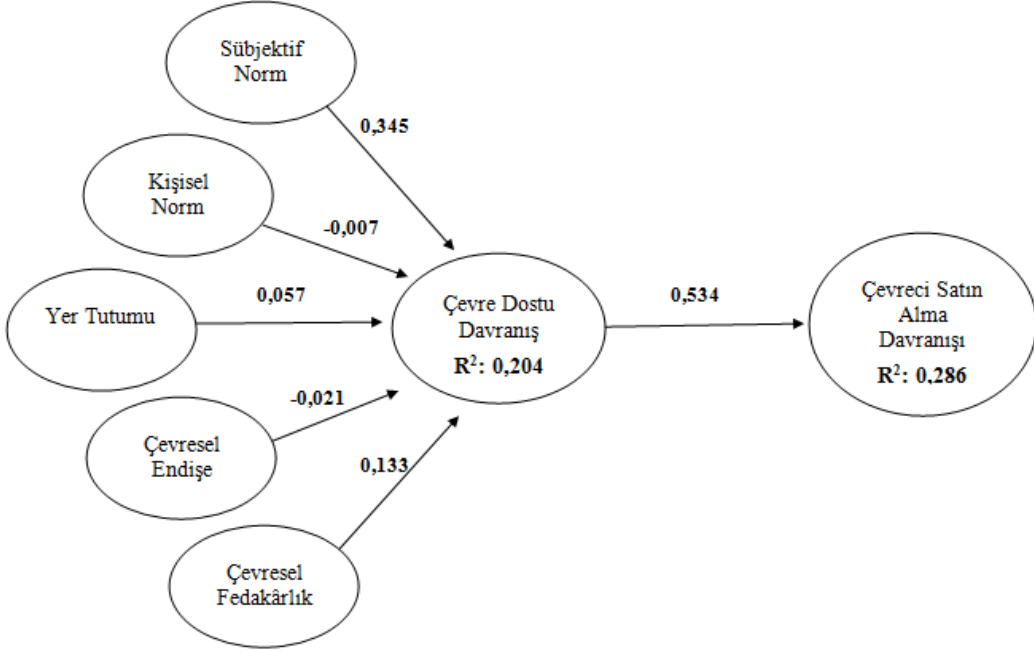 Sübjektif
Norm
0,345
Kişisel
Norm
-0,007
Yer Tutumu
0,057
Çevre Dostu
Davranış
R²: 0,204
0,534
Çevreci Satın
Alma
Davranışı
R²: 0,286
-0,021
Çevresel
Endişe
0,133
Çevresel
Fedakârlık